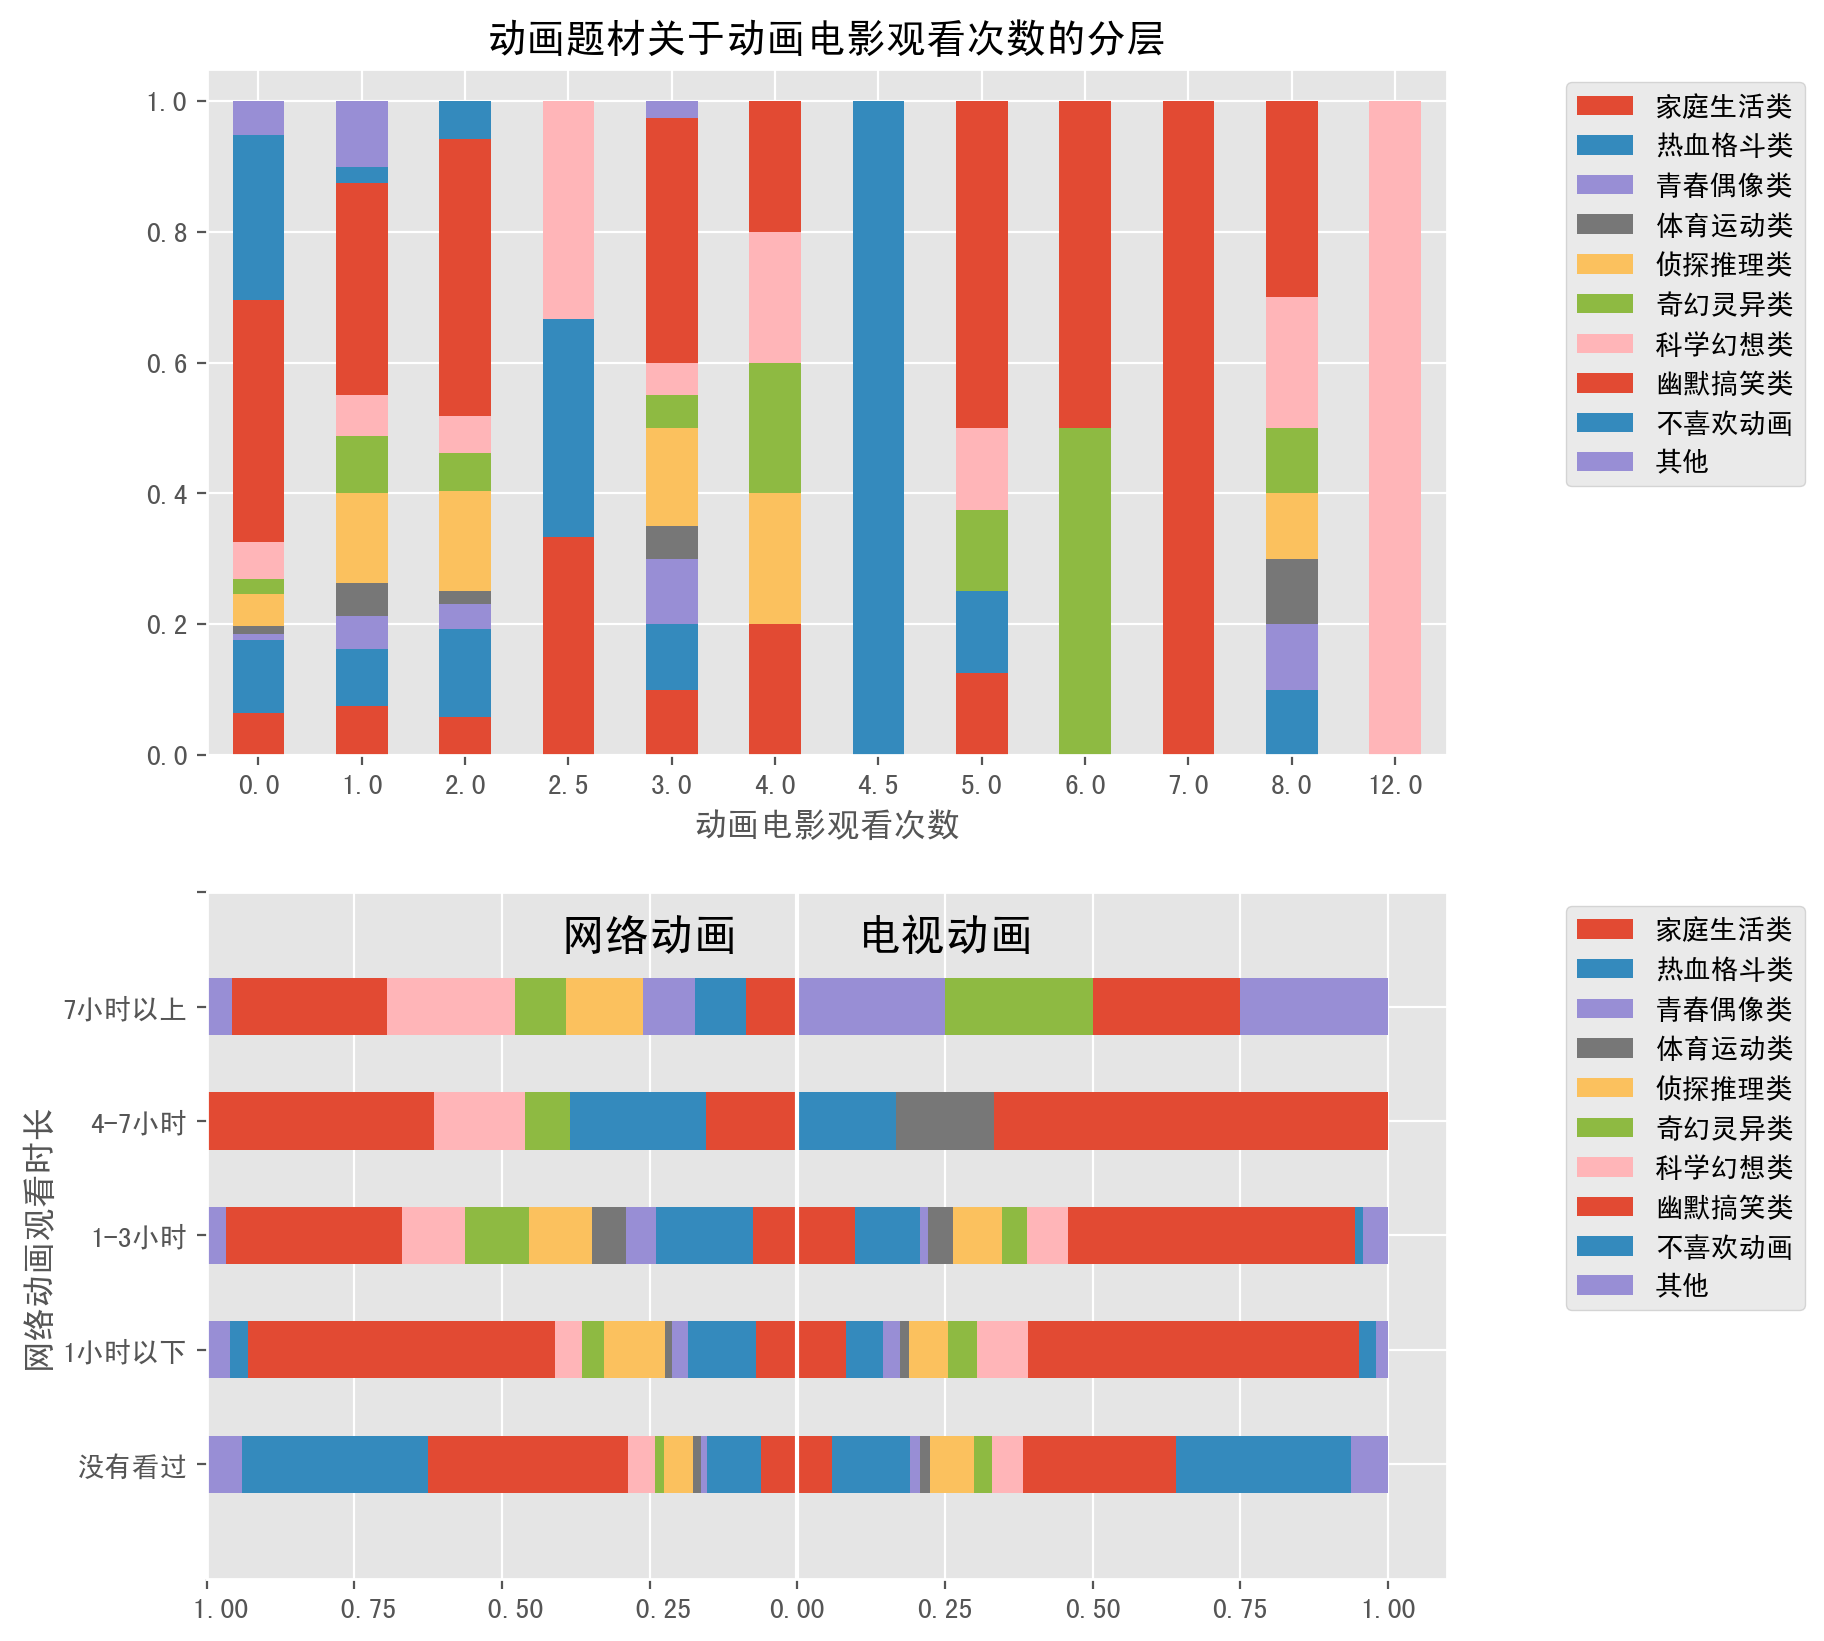 动画题材关于动画电影观看次数的分层
1.0
0.8
0.6
0.4
0.2
0.0
0.0 1.0 2.0 2.5 3.0 4.0 4.5 5.0 6.0 7.0 8.0 12.0
动画电影观看次数
家庭生活类
热血格斗类
青春偶像类
体育运动类
侦探推理类
奇幻灵异类
科学幻想类
幽默搞笑类
不喜欢动画
其他
网络动画 电视动画
网络动画观看时长
7小时以上
4-7小时
1-3小时
1小时以下
没有看过
1.00 0.75 0.50 0.25 0.00 0.25 0.50 0.75 1.00
家庭生活类
热血格斗类
青春偶像类
体育运动类
侦探推理类
奇幻灵异类
科学幻想类
幽默搞笑类
不喜欢动画
其他